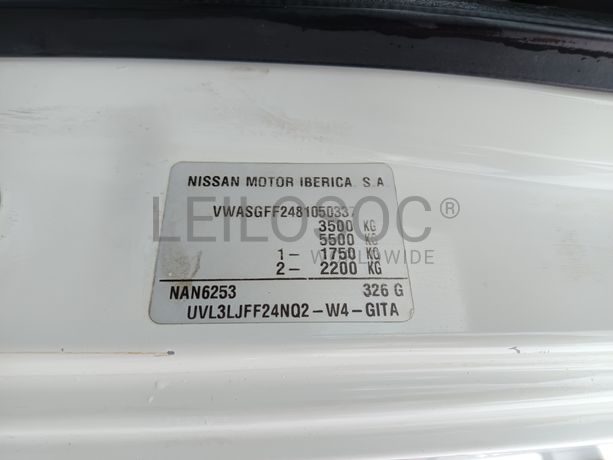 NISSAN MOTOR IBERICA, S.A
VWASGFF2481050337
3500 KG
5500 KG
1- 1750 KG
2- 2200 KG
NAN6253 326 G
UVL3LJFF24NQ2-W4-GITA
LEILOSOC®
WORLDWIDE